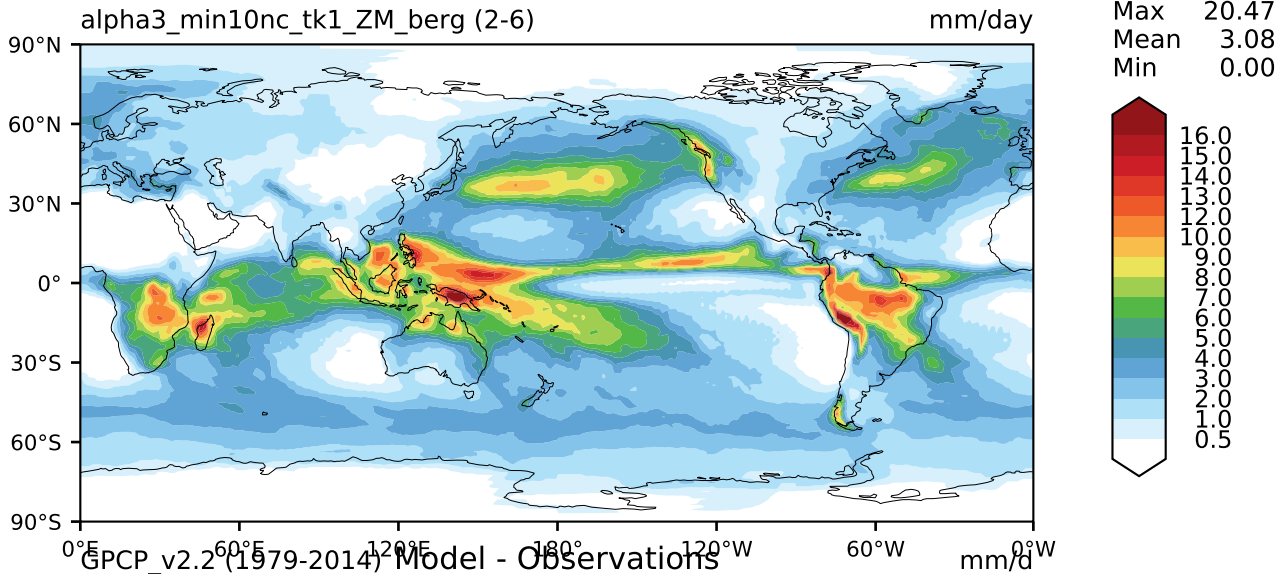 alpha3_min10nc_tk1_ZM_berg (2-6) mm/day
Max 20.47
Mean 3.08
Min 0.00
90°N
60°N
30°N
0°
30°S
60°S
90°S
16.0
15.0
14.0
13.0
12.0
10.0
9.0
8.0
7.0
6.0
5.0
4.0
3.0
2.0
1.0
0.5
0°E 60°E 120°E 180° 120°W 60°W 0°W
GPCP_v2.2 (1979-2014) Model - Observations mm/d